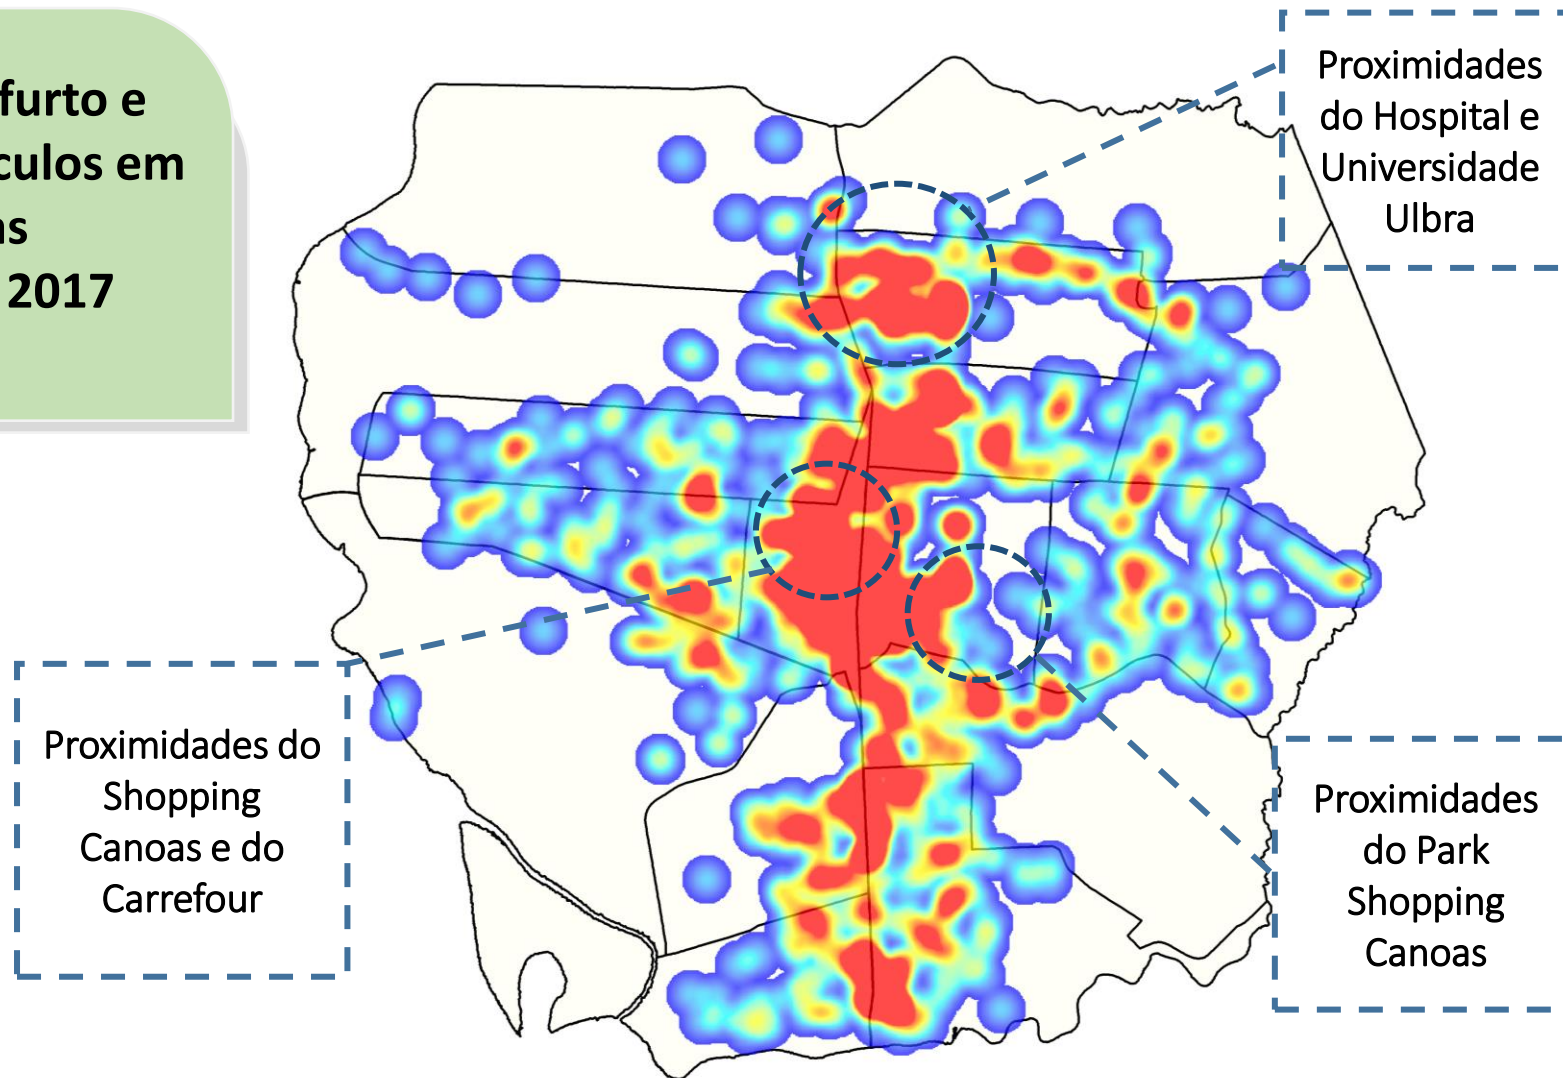 furto e
culos em
as
2017
Proximidades
do Hospital e
Universidade
Ulbra
Proximidades do
Shopping
Canoas e do
Carrefour
Proximidades
do Park
Shopping
Canoas